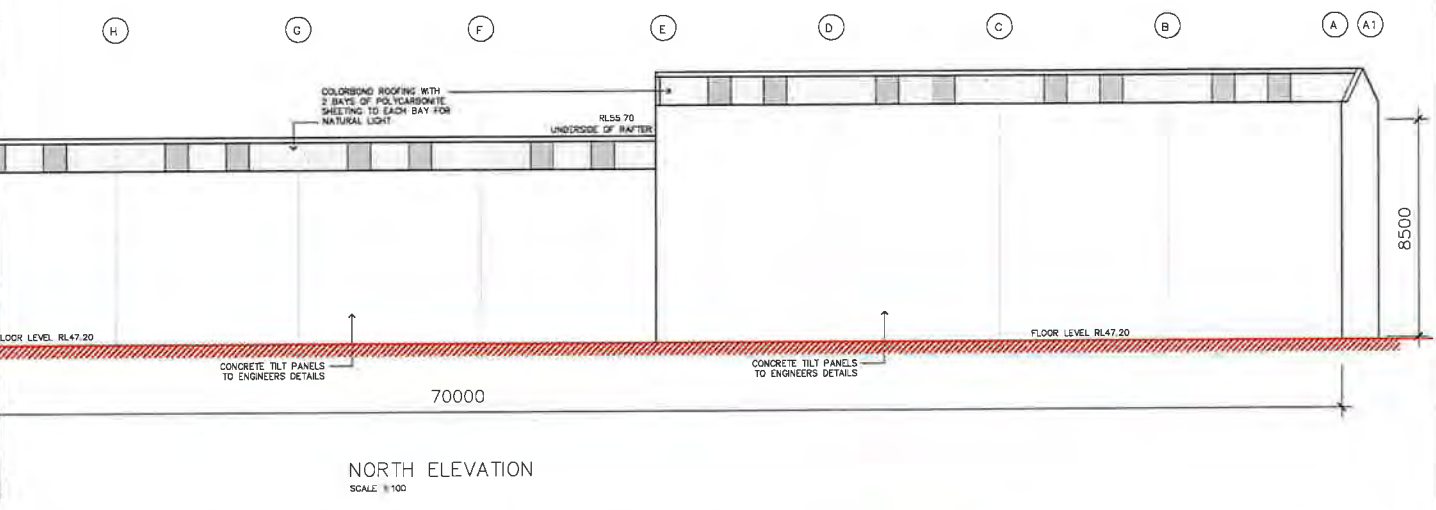 H
G
F
E
D
C
B
A
A1
COLORBOND ROOFING WITH
2 BAYS OF POLYCARBONITE
SHEETING TO EACH BAY FOR
NATURAL LIGHT
RL55.70
UNDERSIDE OF RAFTER
8500
LOOR LEVEL RL47.20
FLOOR LEVEL RL47.20
CONCRETE TILT PANELS
TO ENGINEERS DETAILS
CONCRETE TILT PANELS
TO ENGINEERS DETAILS
70000
NORTH ELEVATION
SCALE 1:100